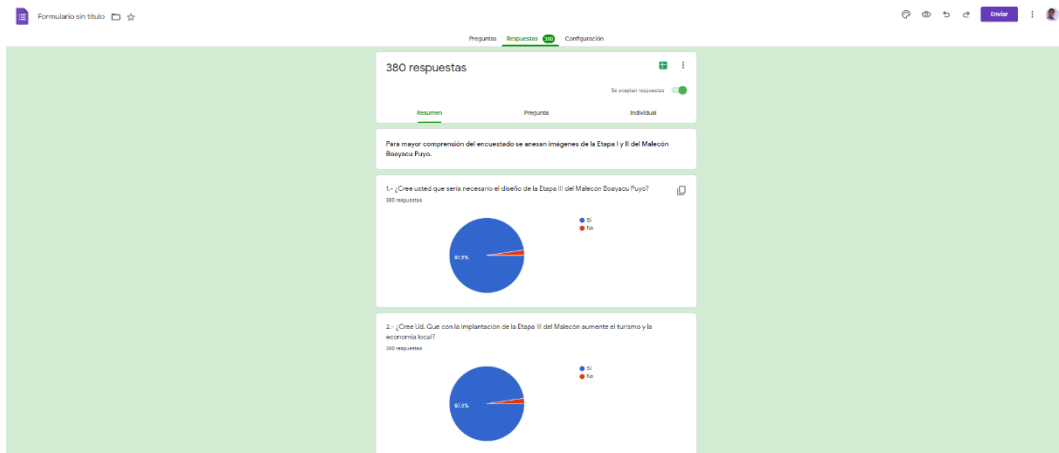 Formulario sin título
Enviar
Preguntas Respuestas 380 Configuración
380 respuestas
Se aceptan respuestas
Resumen Pregunta Individual
Para mayor comprensión del encuestado se anexan imágenes de la Etapa I y II del Malecón
Boayacu Puyo.
1.- ¿Cree usted que sería necesario el diseño de la Etapa III del Malecón Boayacu Puyo?
380 respuestas
Sí
No
2.- ¿Cree Ud. Que con la implantación de la Etapa III del Malecón aumente el turismo y la
economía local?
380 respuestas
Sí
No